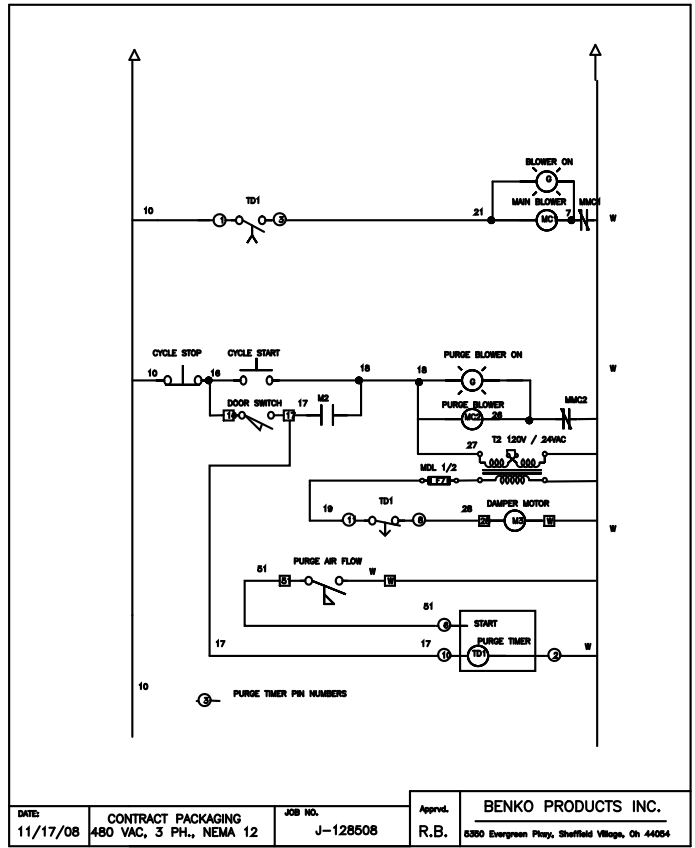 BLOWER ON
G
TD1
MAIN BLOWER
MMC1
10
1
3
21
MC
7
W
CYCLE STOP
CYCLE START
PURGE BLOWER ON
W
10
16
18
18
G
DOOR SWITCH
17
M2
PURGE BLOWER
MMC2
17
MC2
26
27
T2 120V / 24VAC
MDL 1/2
F7
TD1
DAMPER MOTOR
19
28
1
8
M3
W
W
PURGE AIR FLOW
51
W
51
W
51
6
START
17
17
PURGE TIMER
W
10
TD1
2
10
3
PURGE TIMER PIN NUMBERS
DATE:
11/17/08
CONTRACT PACKAGING
480 VAC, 3 PH., NEMA 12
JOB NO.
J-128508
Apprvd.
R.B.
BENKO PRODUCTS INC.
5350 Evergreen Pkwy, Sheffield Village, Oh 44054